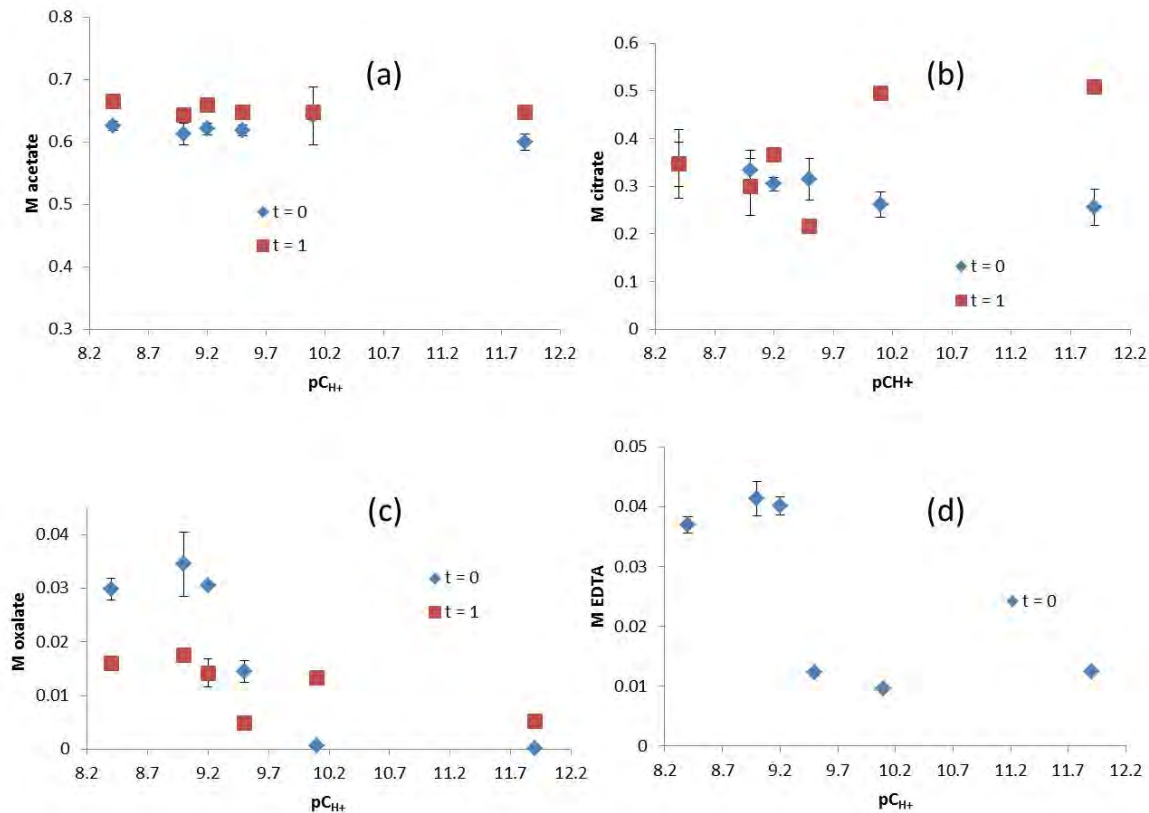 (a)
M acetate
0.8
0.7
0.6
0.5
0.4
0.3
t = 0
t = 1
8.2 8.7 9.2 9.7 10.2 10.7 11.2 11.7 12.2
pCH+
(b)
M citrate
0.6
0.5
0.4
0.3
0.2
0.1
0
t = 0
t = 1
8.2 8.7 9.2 9.7 10.2 10.7 11.2 11.7 12.2
pCH+
(c)
M oxalate
0.04
0.03
0.02
0.01
0
t = 0
t = 1
8.2 8.7 9.2 9.7 10.2 10.7 11.2 11.7 12.2
pCH+
(d)
M EDTA
0.05
0.04
0.03
0.02
0.01
0
t = 0
8.2 8.7 9.2 9.7 10.2 10.7 11.2 11.7 12.2
pCH+